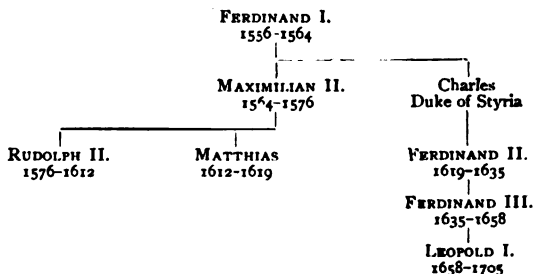 FERDINAND I.
1556-1564
MAXIMILIAN II.
1564-1576
Charles
Duke of Styria
RUDOLPH II.
1576-1612
MATTHIAS
1612-1619
FERDINAND II.
1619-1635
FERDINAND III.
1635-1658
LEOPOLD I.
1658-1705